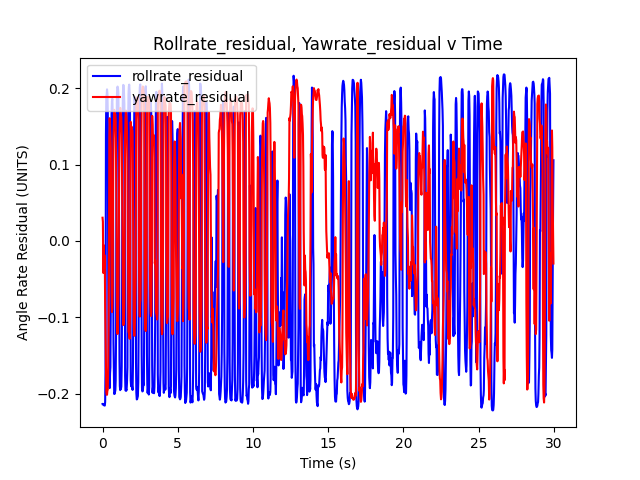 Rollrate_residual, Yawrate_residual v Time
rollrate_residual
yawrate_residual
Angle Rate Residual (UNITS)
0.2
0.1
0.0
−0.1
−0.2
0
5
10
15
20
25
30
Time (s)